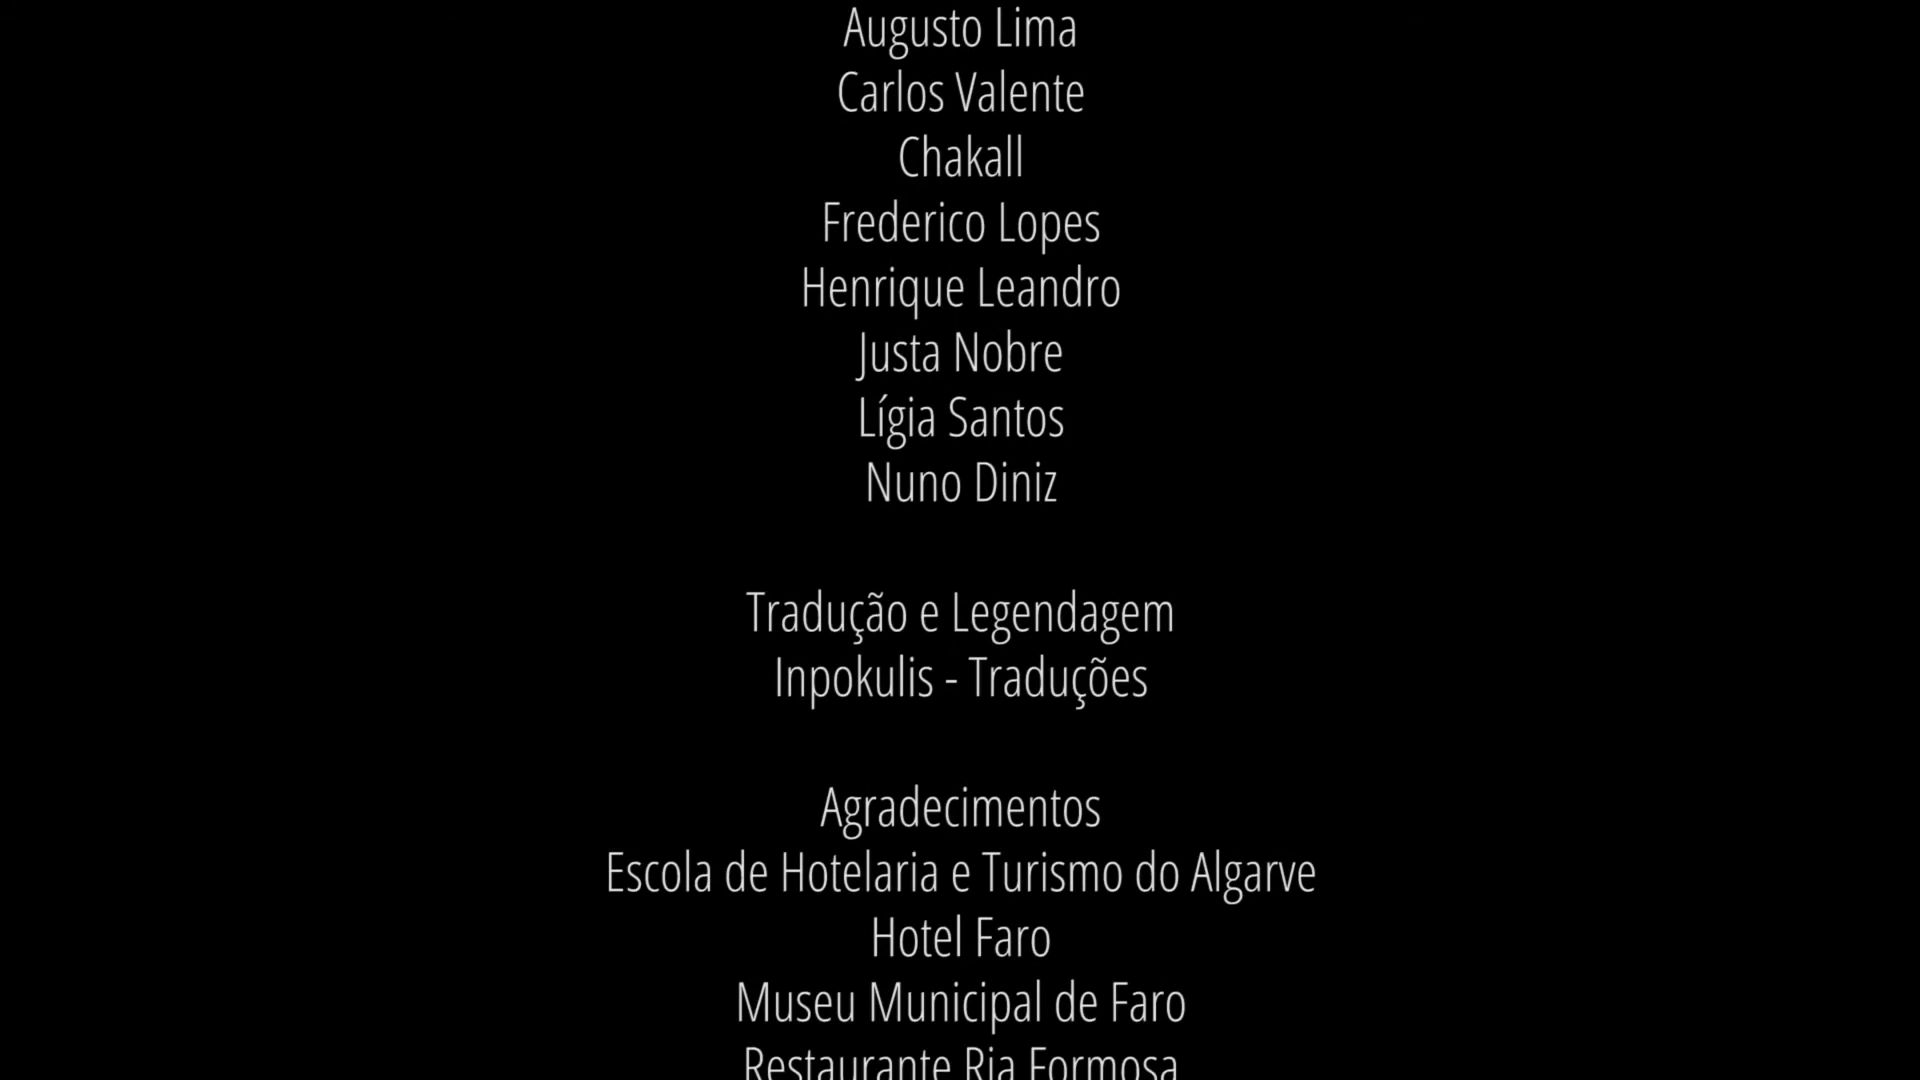 Augusto Lima
Carlos Valente
Chakall
Frederico Lopes
Henrique Leandro
Justa Nobre
Lígia Santos
Nuno Diniz
Tradução e Legendagem
Inpokulis - Traduções
Agradecimentos
Escola de Hotelaria e Turismo do Algarve
Hotel Faro
Museu Municipal de Faro
Restaurante Ria Formosa